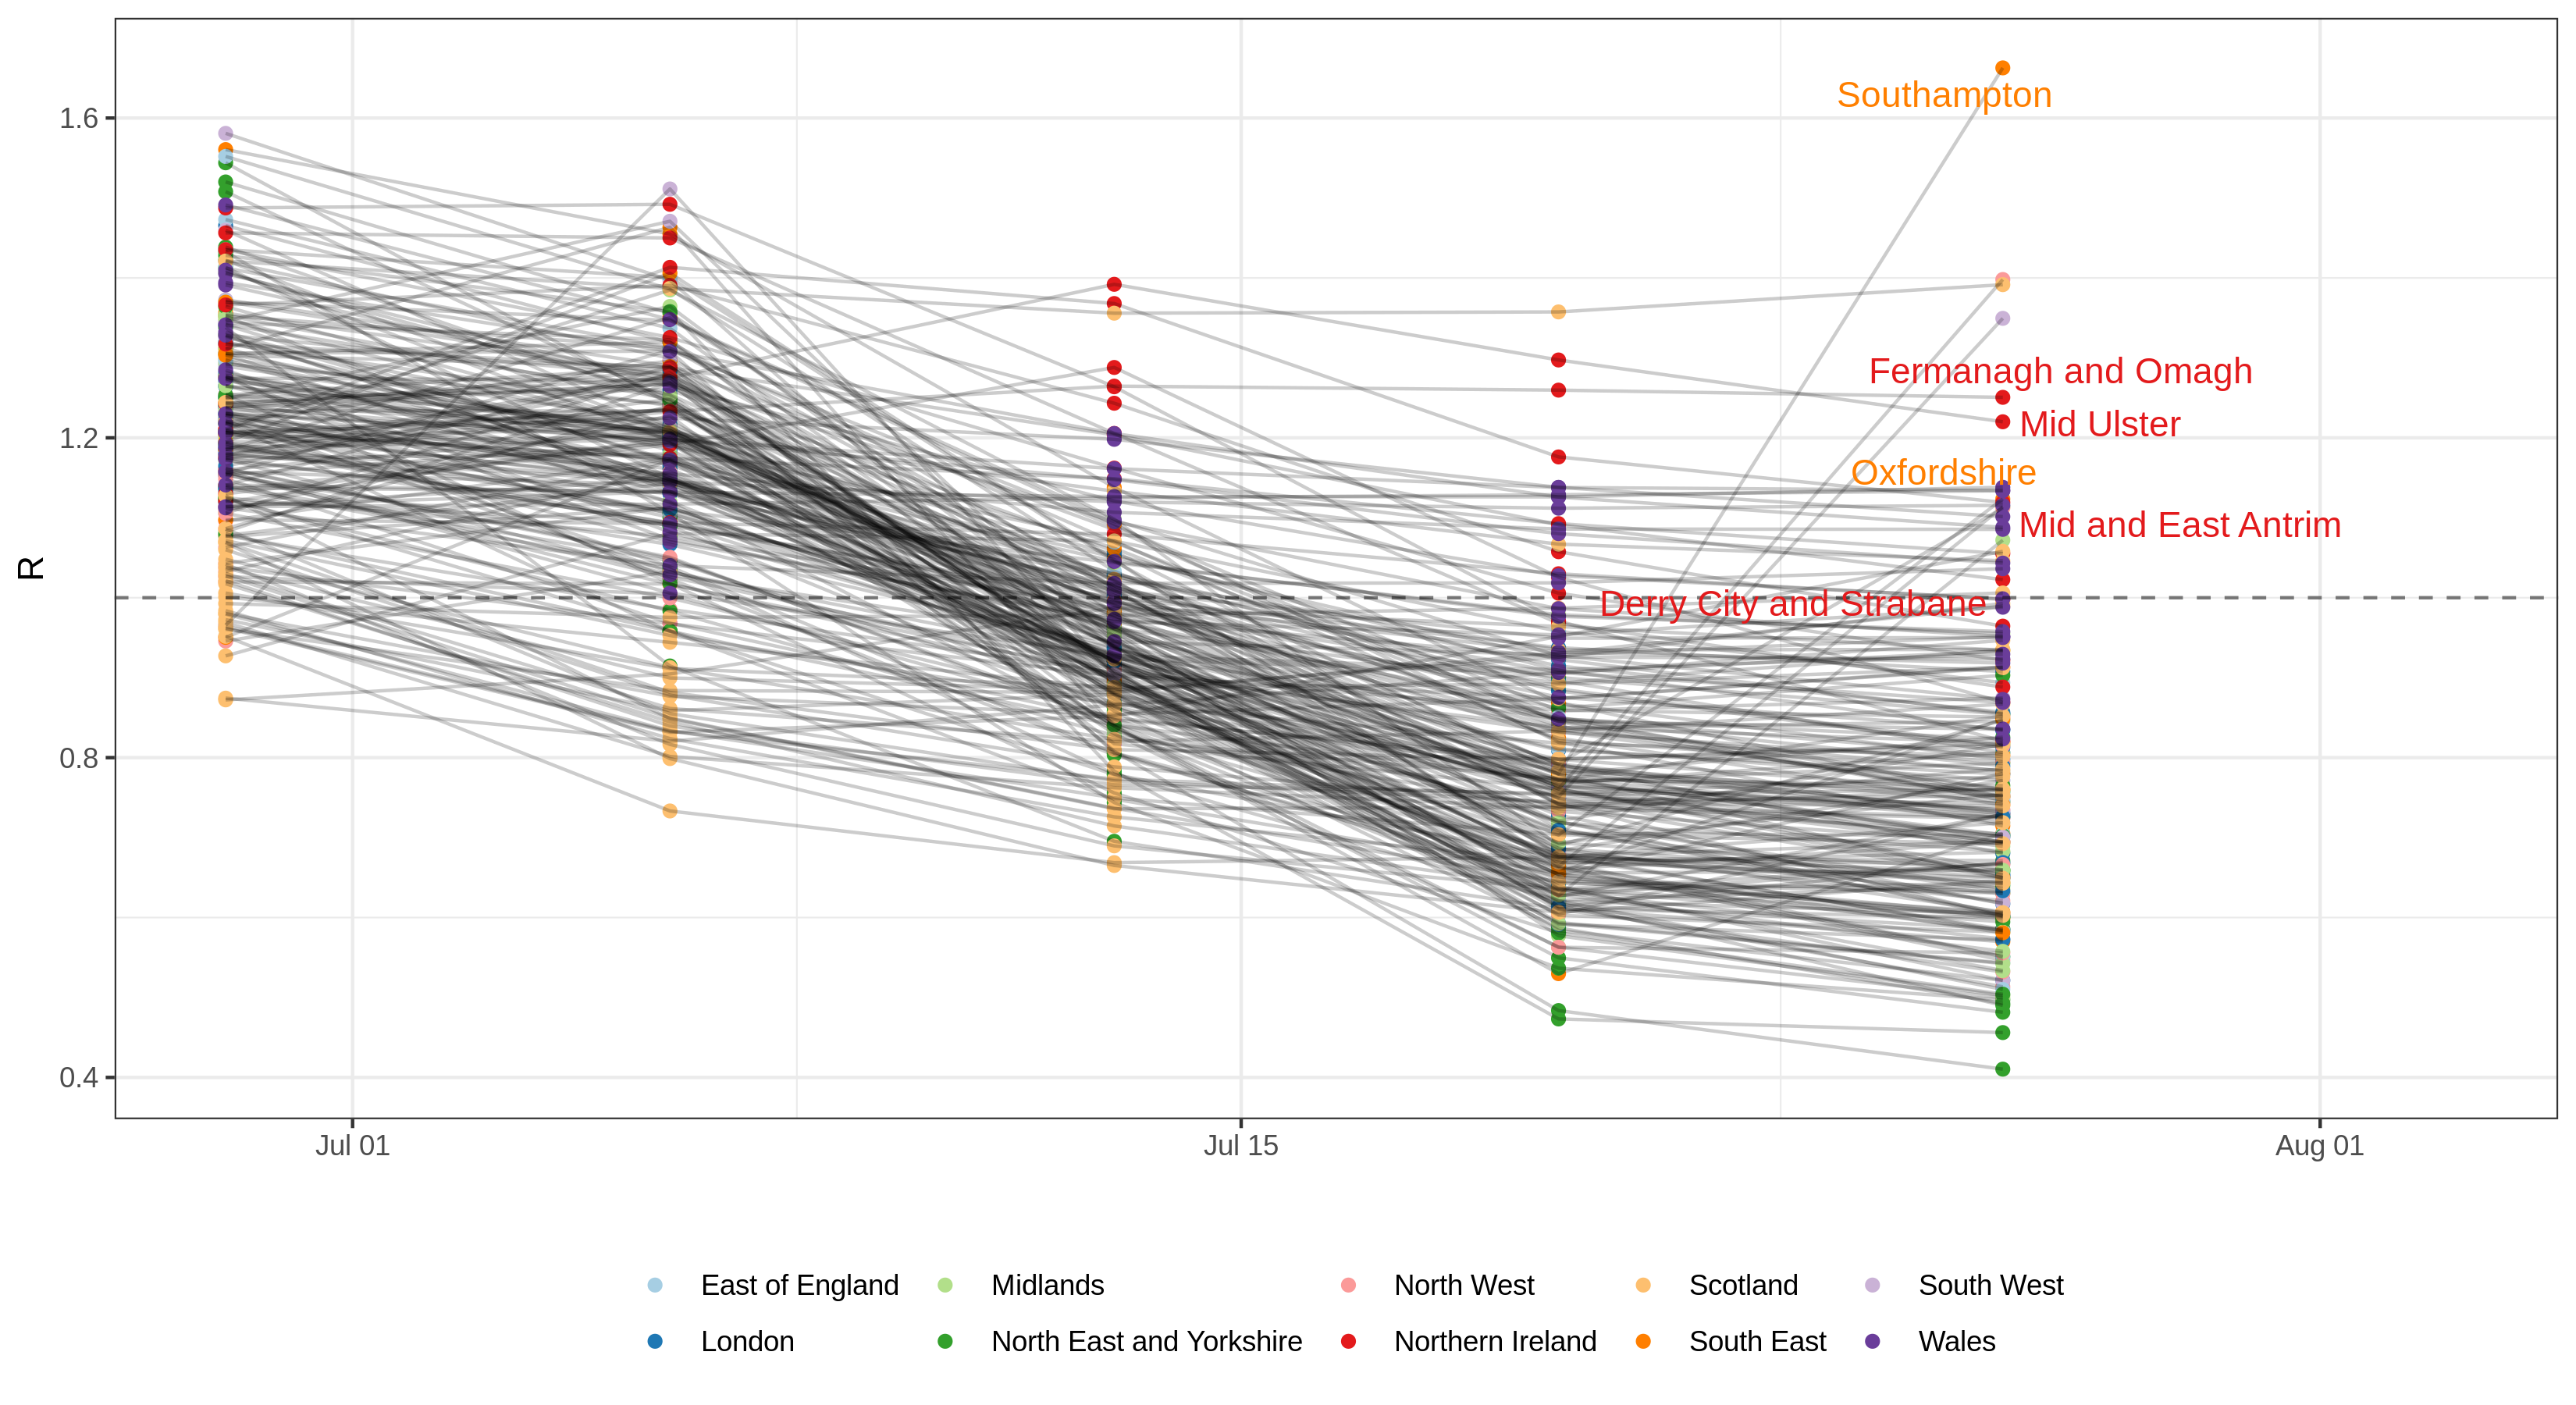 1.6
1.2
0.8
0.4
R
Southampton
Fermanagh and Omagh
Mid Ulster
Oxfordshire
Mid and East Antrim
Derry City and Strabane
Jul 01
Jul 15
Aug 01
East of England
Midlands
North West
Scotland
South West
London
North East and Yorkshire
Northern Ireland
South East
Wales